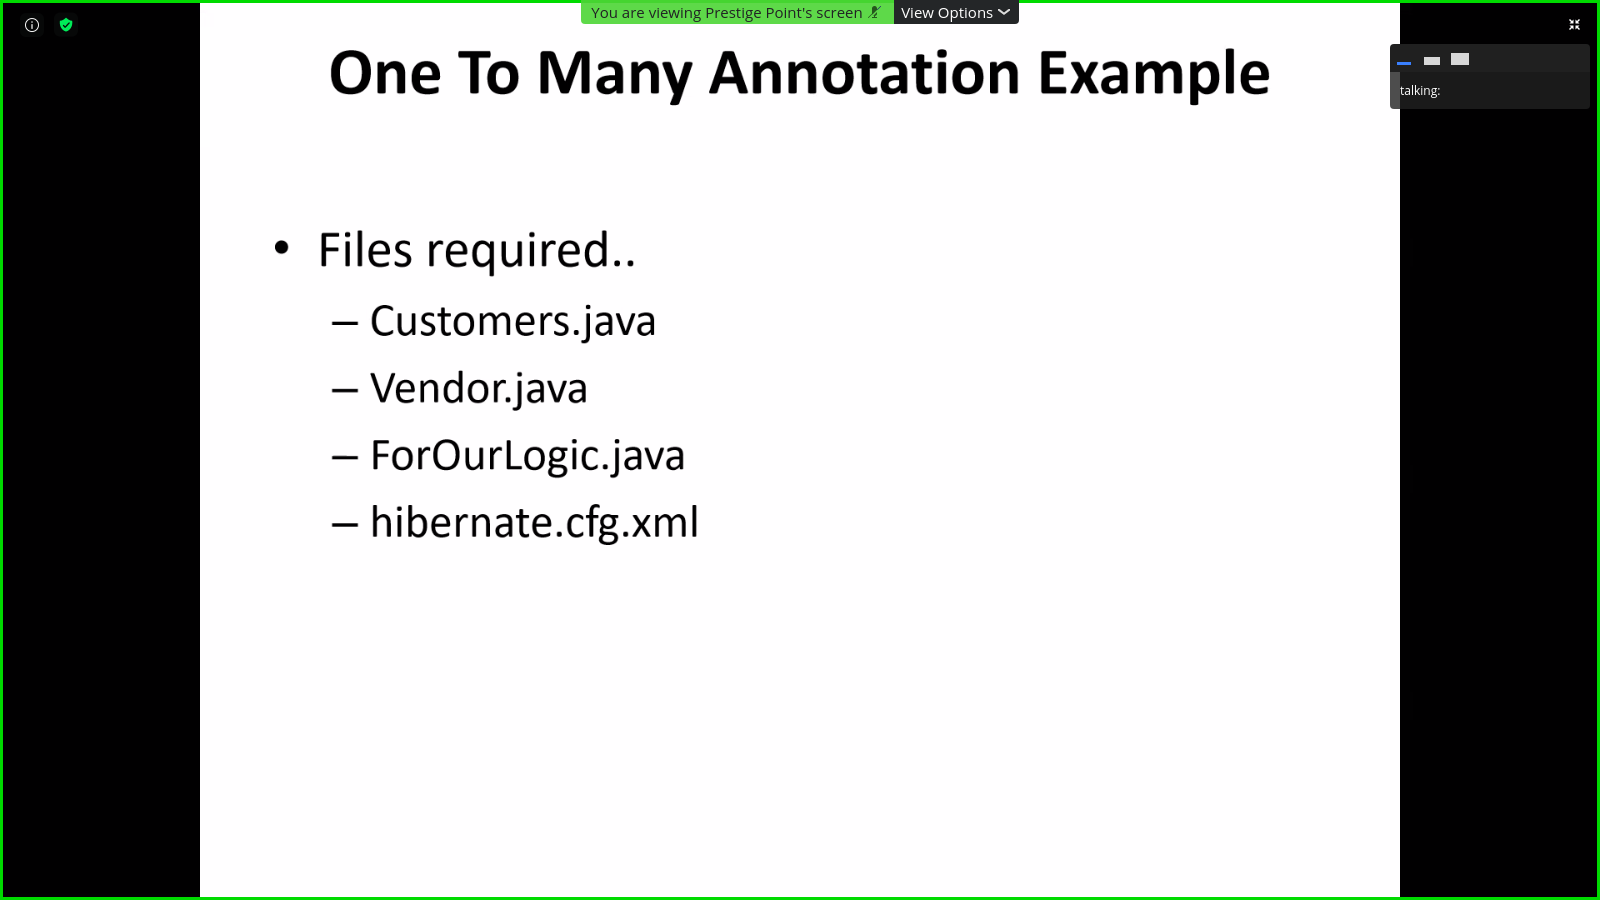 You are viewing Prestige Point's screen View Options
One To Many Annotation Example
talking:
• Files required..
– Customers.java
– Vendor.java
– ForOurLogic.java
– hibernate.cfg.xml